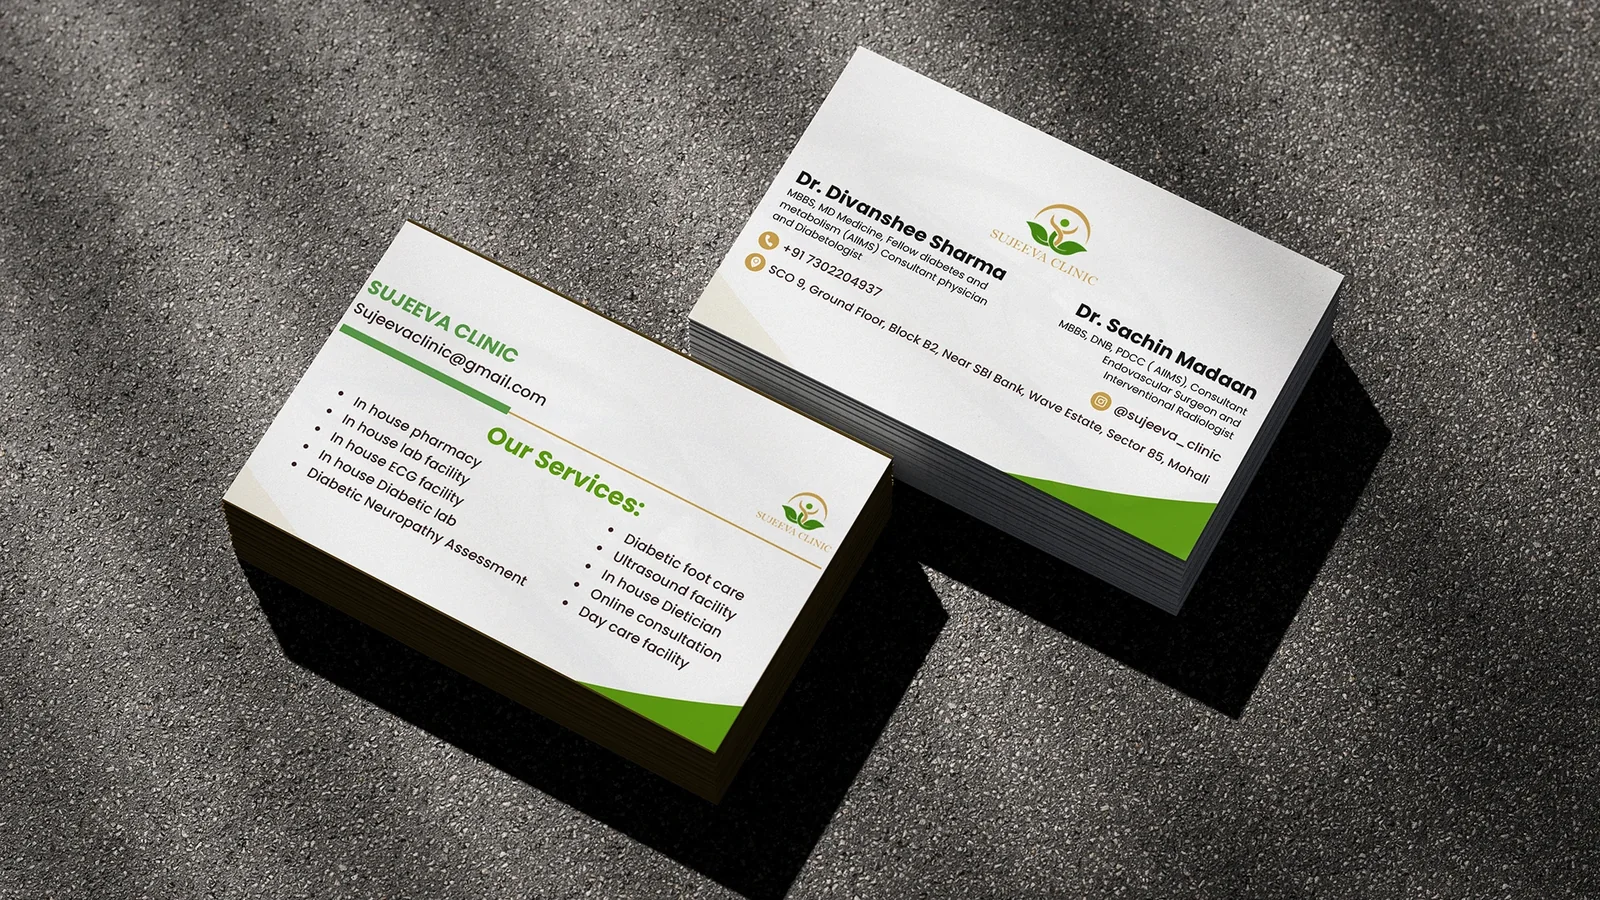 SUJEEVA CLINIC
Sujeevaclinic@gmail.com
Our Services:
In house pharmacy
In house lab facility
In house ECG facility
In house Diabetic lab
Diabetic Neuropathy Assessment
Diabetic foot care
Ultrasound facility
In house Dietician
Online consultation
Day care facility
SUJEEVA CLINIC
Dr. Divanshee Sharma
MBBS, MD Medicine, Fellow diabetes and
metabolism (AIIMS) Consultant physician
and Diabetologist
+91 7302204937
SCO 9, Ground Floor, Block B2, Near SBI Bank, Wave Estate, Sector 85, Mohali
SUJEEVA CLINIC
Dr. Sachin Madaan
MBBS, DNB, PDCC ( AIIMS), Consultant
Endovascular Surgeon and
Interventional Radiologist
@sujeeva_clinic